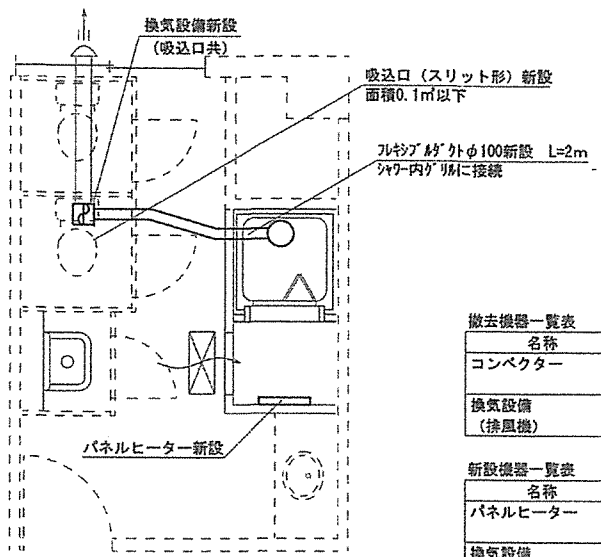 換気設備新設
(吸込口共)
吸込口（スリット形）新設
面積0.1㎡以下
ﾌﾚｷｼﾌﾞﾙﾀﾞｸﾄφ100新設 L=2m
ｼｬﾜｰ内ｸﾞﾘﾙに接続
パネルヒーター新設
撤去機器一覧表
名称
コンベクター
換気設備
(排風機)
新設機器一覧表
名称
パネルヒーター
換気設備